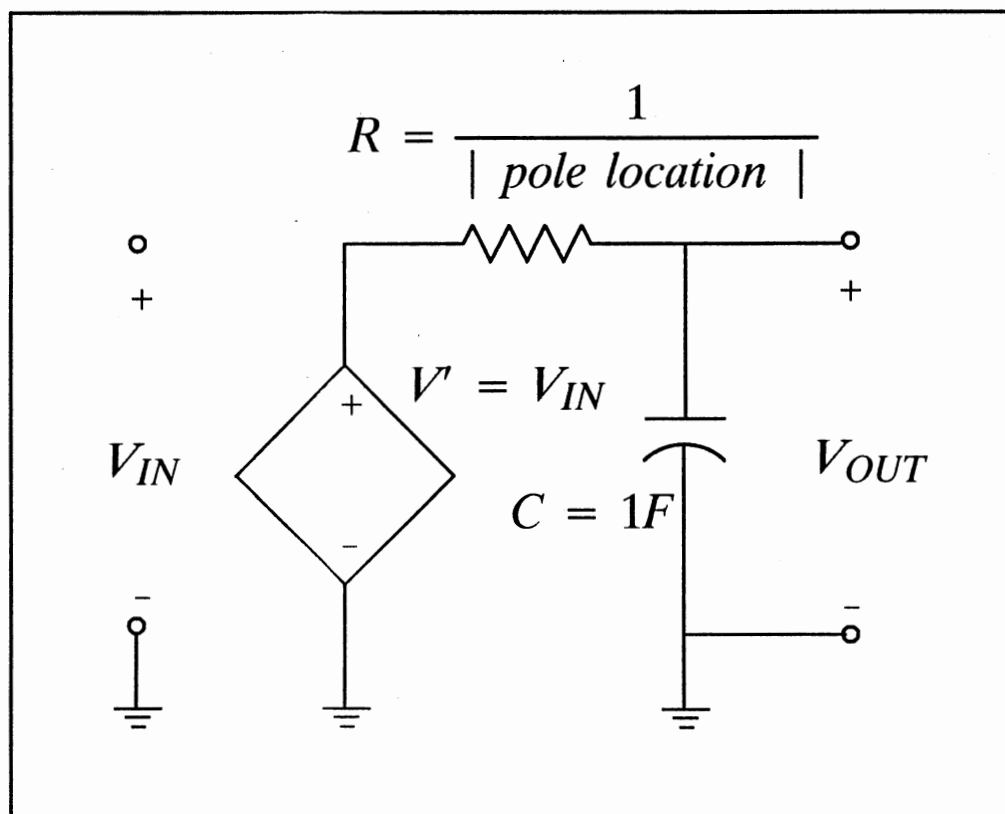 R = 1 / | pole location |
+ +
V' = V_IN
+
V_IN V_OUT
C = 1F
-
- -